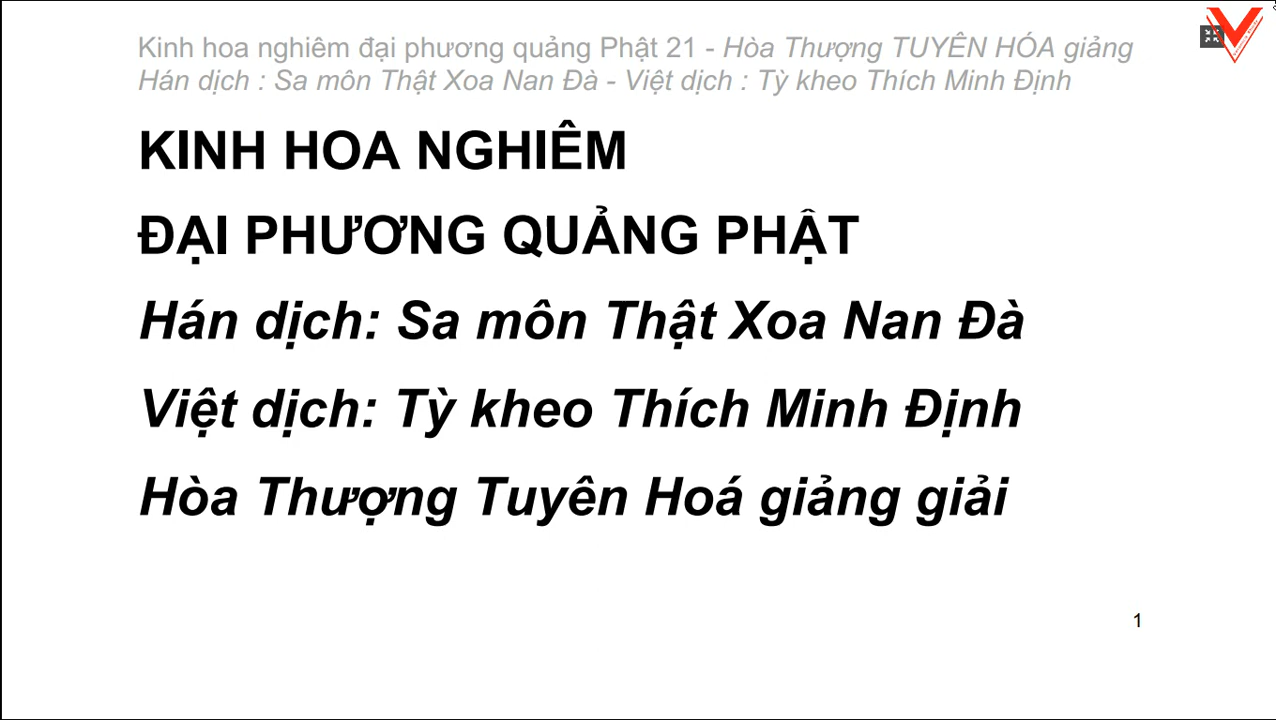 Kinh hoa nghiêm đại phương quảng Phật 21 - Hòa Thượng TUYÊN HÓA giảng
Hán dịch : Sa môn Thật Xoa Nan Đà - Việt dịch : Tỳ kheo Thích Minh Định
KINH HOA NGHIÊM
ĐẠI PHƯƠNG QUẢNG PHẬT
Hán dịch: Sa môn Thật Xoa Nan Đà
Việt dịch: Tỳ kheo Thích Minh Định
Hòa Thượng Tuyên Hoá giảng giải
1